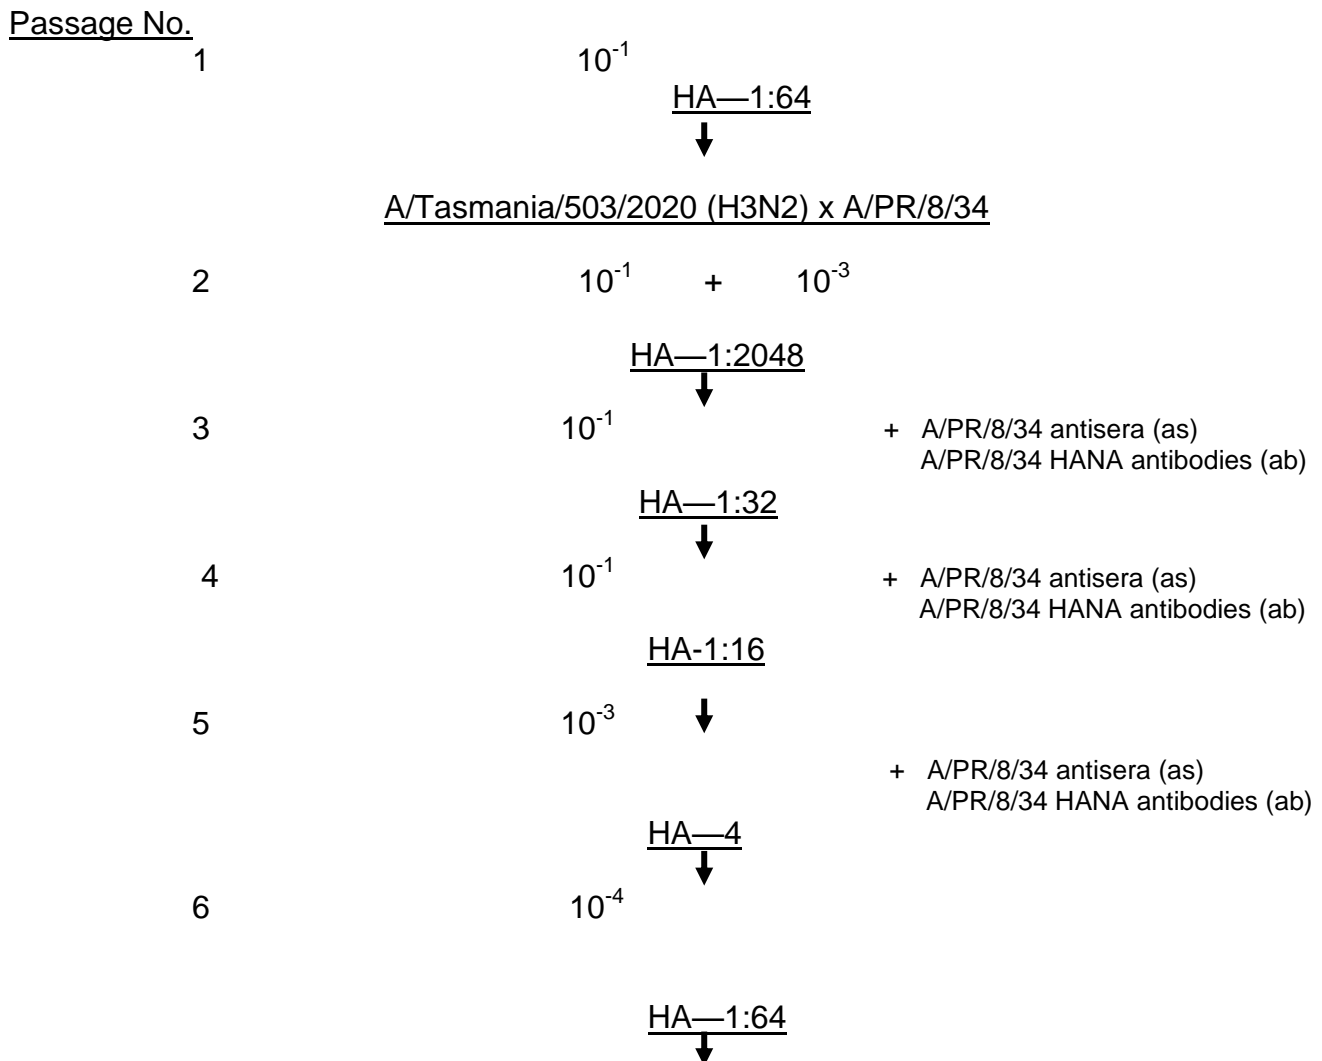 Passage No.
1 10⁻¹
HA—1:64
A/Tasmania/503/2020 (H3N2) x A/PR/8/34
2 10⁻¹ + 10⁻³
HA—1:2048
3 10⁻¹ + A/PR/8/34 antisera (as)
A/PR/8/34 HANA antibodies (ab)
HA—1:32
4 10⁻¹ + A/PR/8/34 antisera (as)
A/PR/8/34 HANA antibodies (ab)
HA-1:16
5 10⁻³
+ A/PR/8/34 antisera (as)
A/PR/8/34 HANA antibodies (ab)
HA—4
6 10⁻⁴
HA—1:64